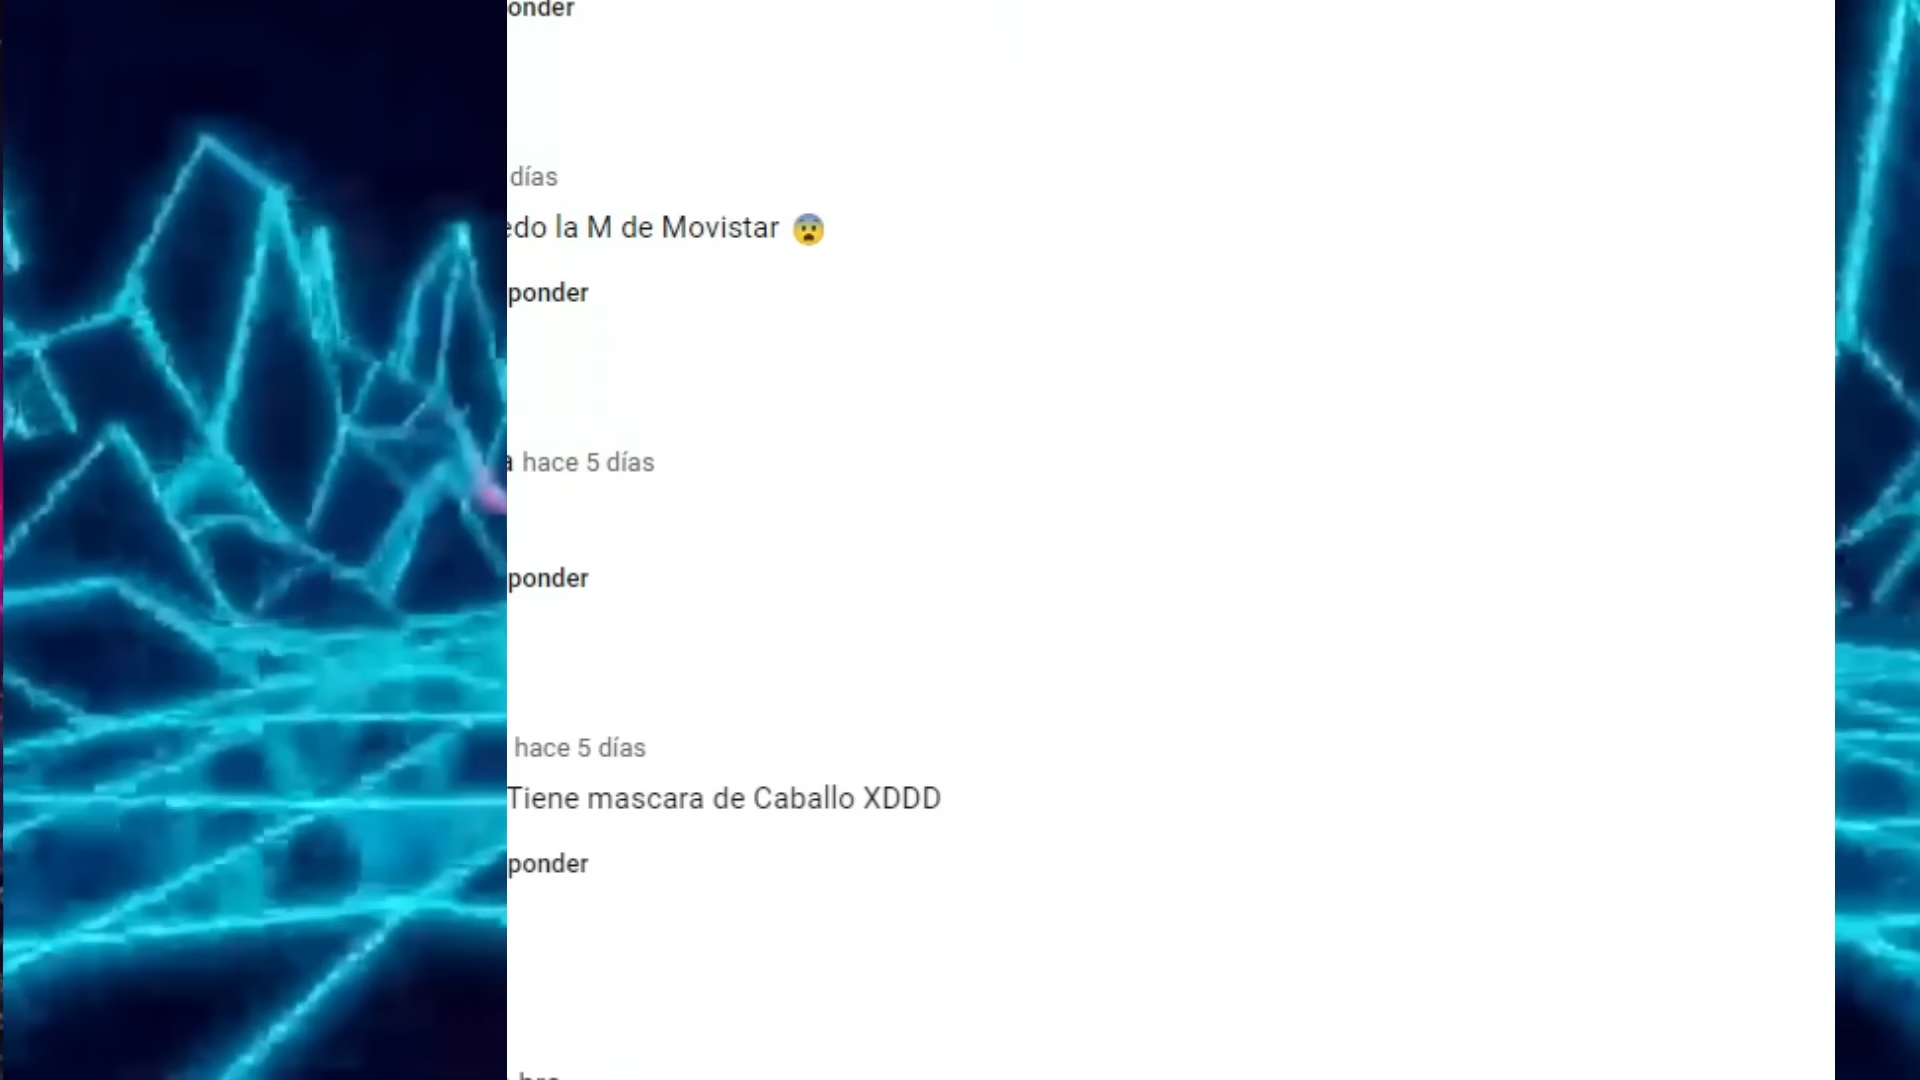 onder
días
edo la M de Movistar 😨
ponder
a hace 5 días
ponder
hace 5 días
Tiene mascara de Caballo XDDD
ponder